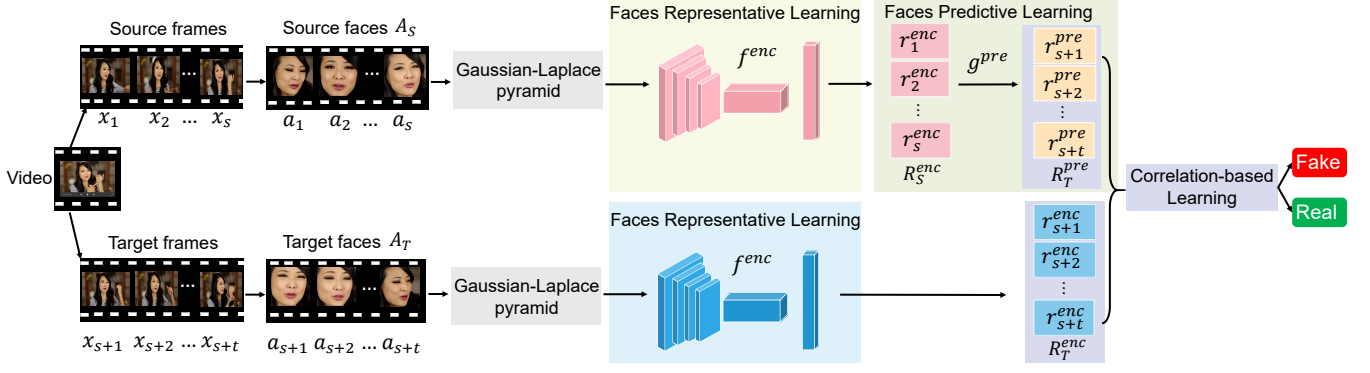 Source frames
Source faces A_S
Faces Representative Learning
Faces Predictive Learning
Gaussian-Laplace
pyramid
f^{enc}
r_1^{enc}
r_2^{enc}
⋮
r_s^{enc}
R_S^{enc}
g^{pre}
r_{s+1}^{pre}
r_{s+2}^{pre}
⋮
r_{s+t}^{pre}
R_T^{pre}
...
...
x_1 x_2 ... x_s
a_1 a_2 ... a_s
Video
Correlation-based
Learning
Fake
Real
Target frames
Target faces A_T
Faces Representative Learning
Gaussian-Laplace
pyramid
f^{enc}
r_{s+1}^{enc}
r_{s+2}^{enc}
⋮
r_{s+t}^{enc}
R_T^{enc}
...
...
x_{s+1} x_{s+2} ... x_{s+t}
a_{s+1} a_{s+2} ... a_{s+t}